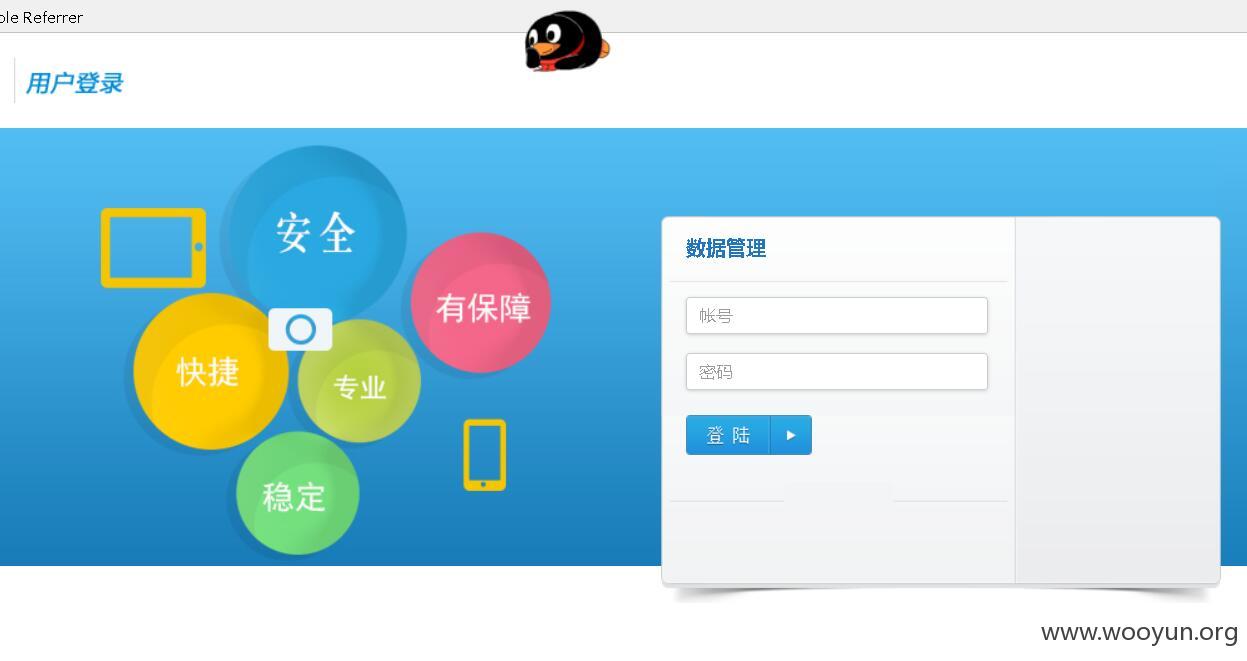 ole Referrer
用户登录
安全
有保障
快捷
专业
稳定
数据管理
帐号
密码
登 陆
www.wooyun.org